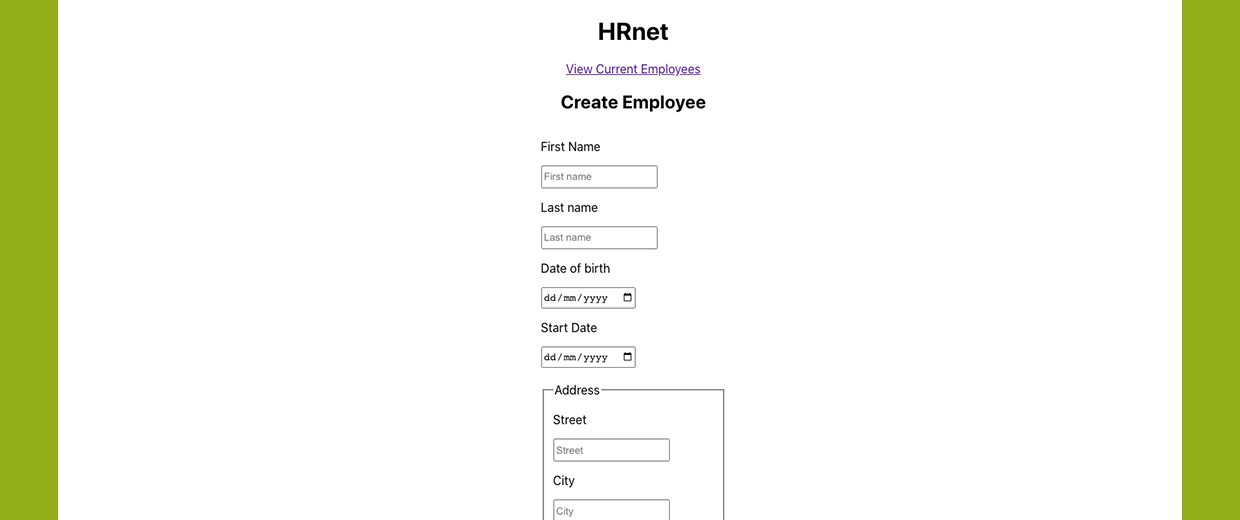 HRnet
View Current Employees
Create Employee
First Name
First name
Last name
Last name
Date of birth
dd/mm/yyyy
Start Date
dd/mm/yyyy
Address
Street
Street
City
City